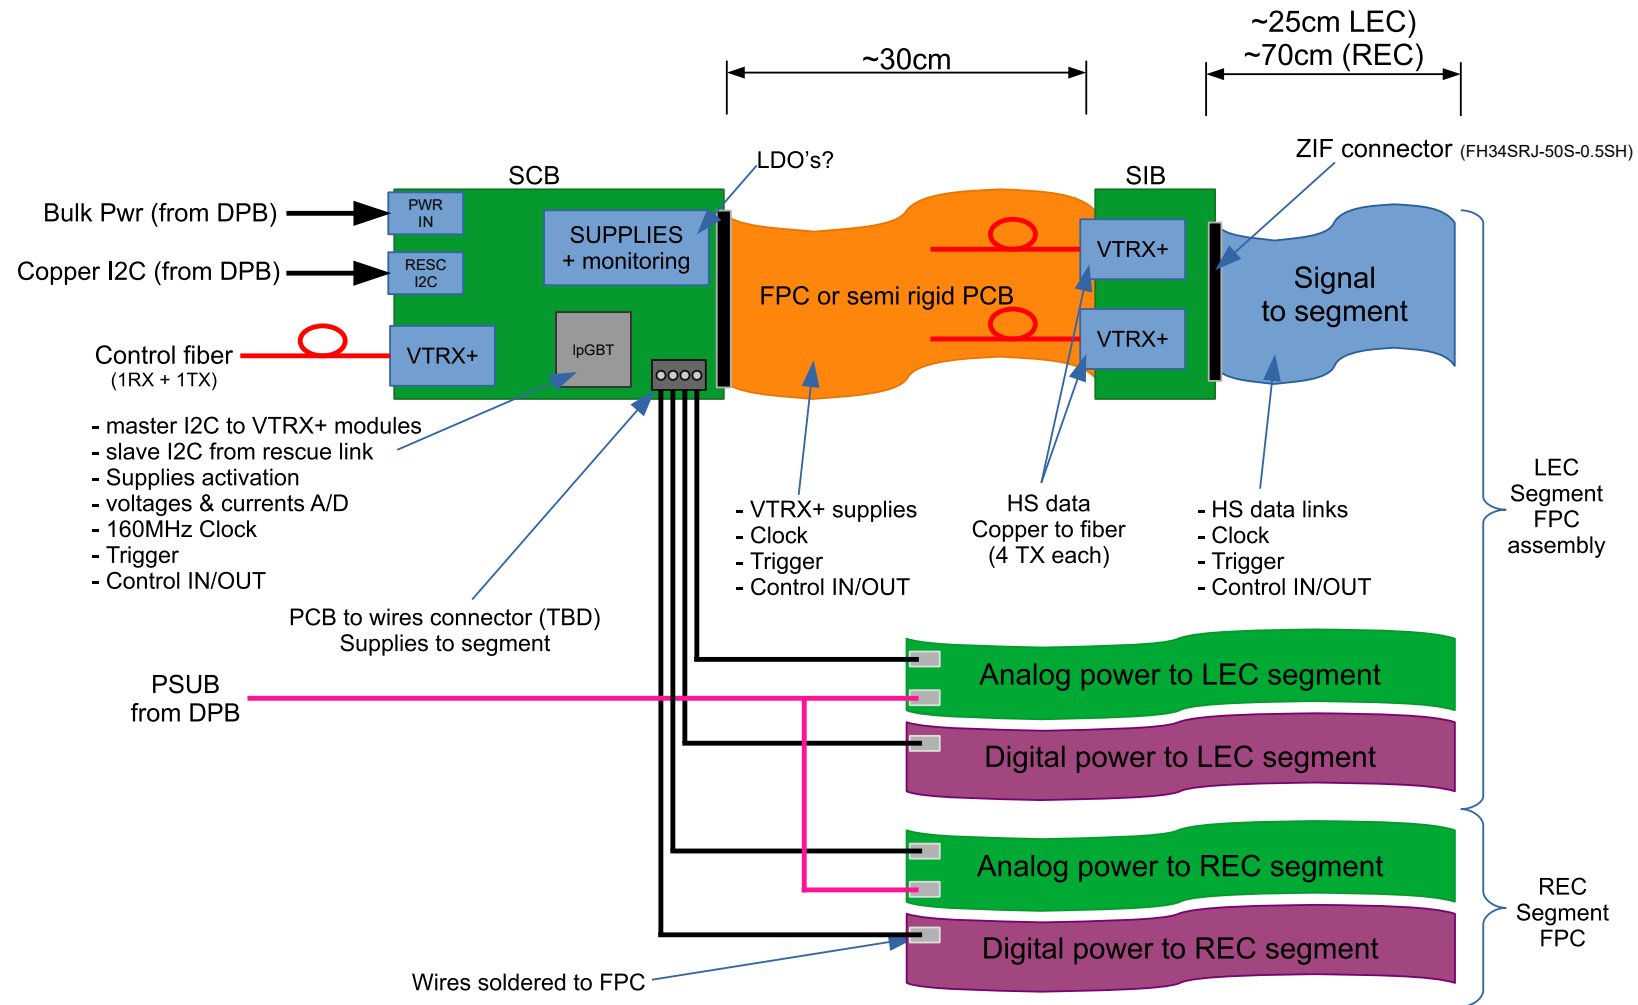 ~25cm LEC)
~70cm (REC)
~30cm
ZIF connector (FH34SRJ-50S-0.5SH)
LDO's?
SCB
SIB
Bulk Pwr (from DPB)
PWR
IN
SUPPLIES
+ monitoring
Copper I2C (from DPB)
RESC
I2C
VTRX+
FPC or semi rigid PCB
Signal
to segment
Control fiber
(1RX + 1TX)
VTRX+
lpGBT
VTRX+
- master I2C to VTRX+ modules
- slave I2C from rescue link
- Supplies activation
- voltages & currents A/D
- 160MHz Clock
- Trigger
- Control IN/OUT
- VTRX+ supplies
- Clock
- Trigger
- Control IN/OUT
HS data
Copper to fiber
(4 TX each)
- HS data links
- Clock
- Trigger
- Control IN/OUT
LEC
Segment
FPC
assembly
PCB to wires connector (TBD)
Supplies to segment
PSUB
from DPB
Analog power to LEC segment
Digital power to LEC segment
Analog power to REC segment
Digital power to REC segment
REC
Segment
FPC
Wires soldered to FPC